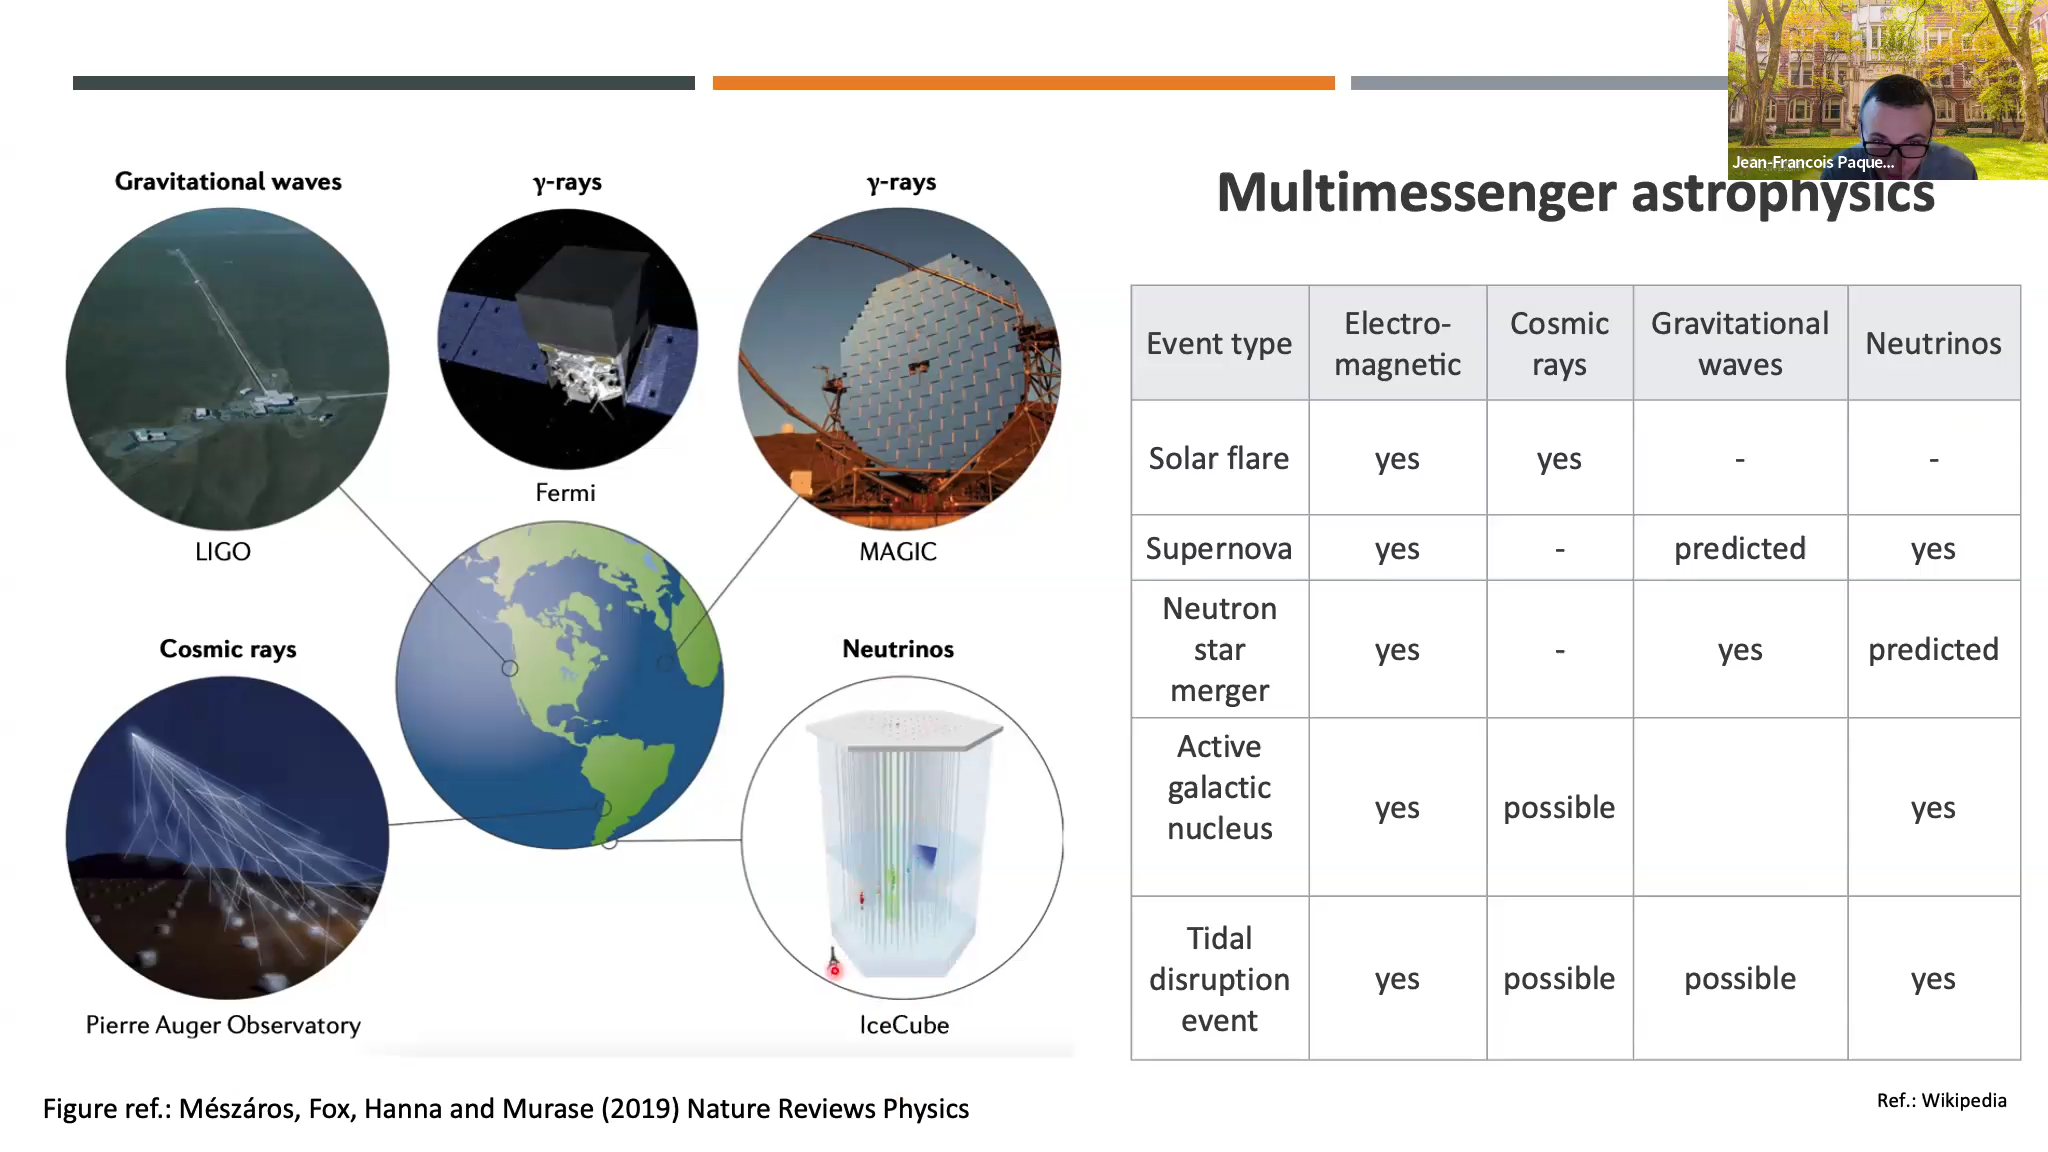 Jean-Francois Paque...
Multimessenger astrophysics
Gravitational waves
γ-rays
γ-rays
Fermi
LIGO
MAGIC
Cosmic rays
Neutrinos
Pierre Auger Observatory
IceCube
Event type
Electro-
magnetic
Cosmic
rays
Gravitational
waves
Neutrinos
Solar flare
yes
yes
-
-
Supernova
yes
-
predicted
yes
Neutron
star
merger
yes
-
yes
predicted
Active
galactic
nucleus
yes
possible
yes
Tidal
disruption
event
yes
possible
possible
yes
Figure ref.: Mészáros, Fox, Hanna and Murase (2019) Nature Reviews Physics
Ref.: Wikipedia